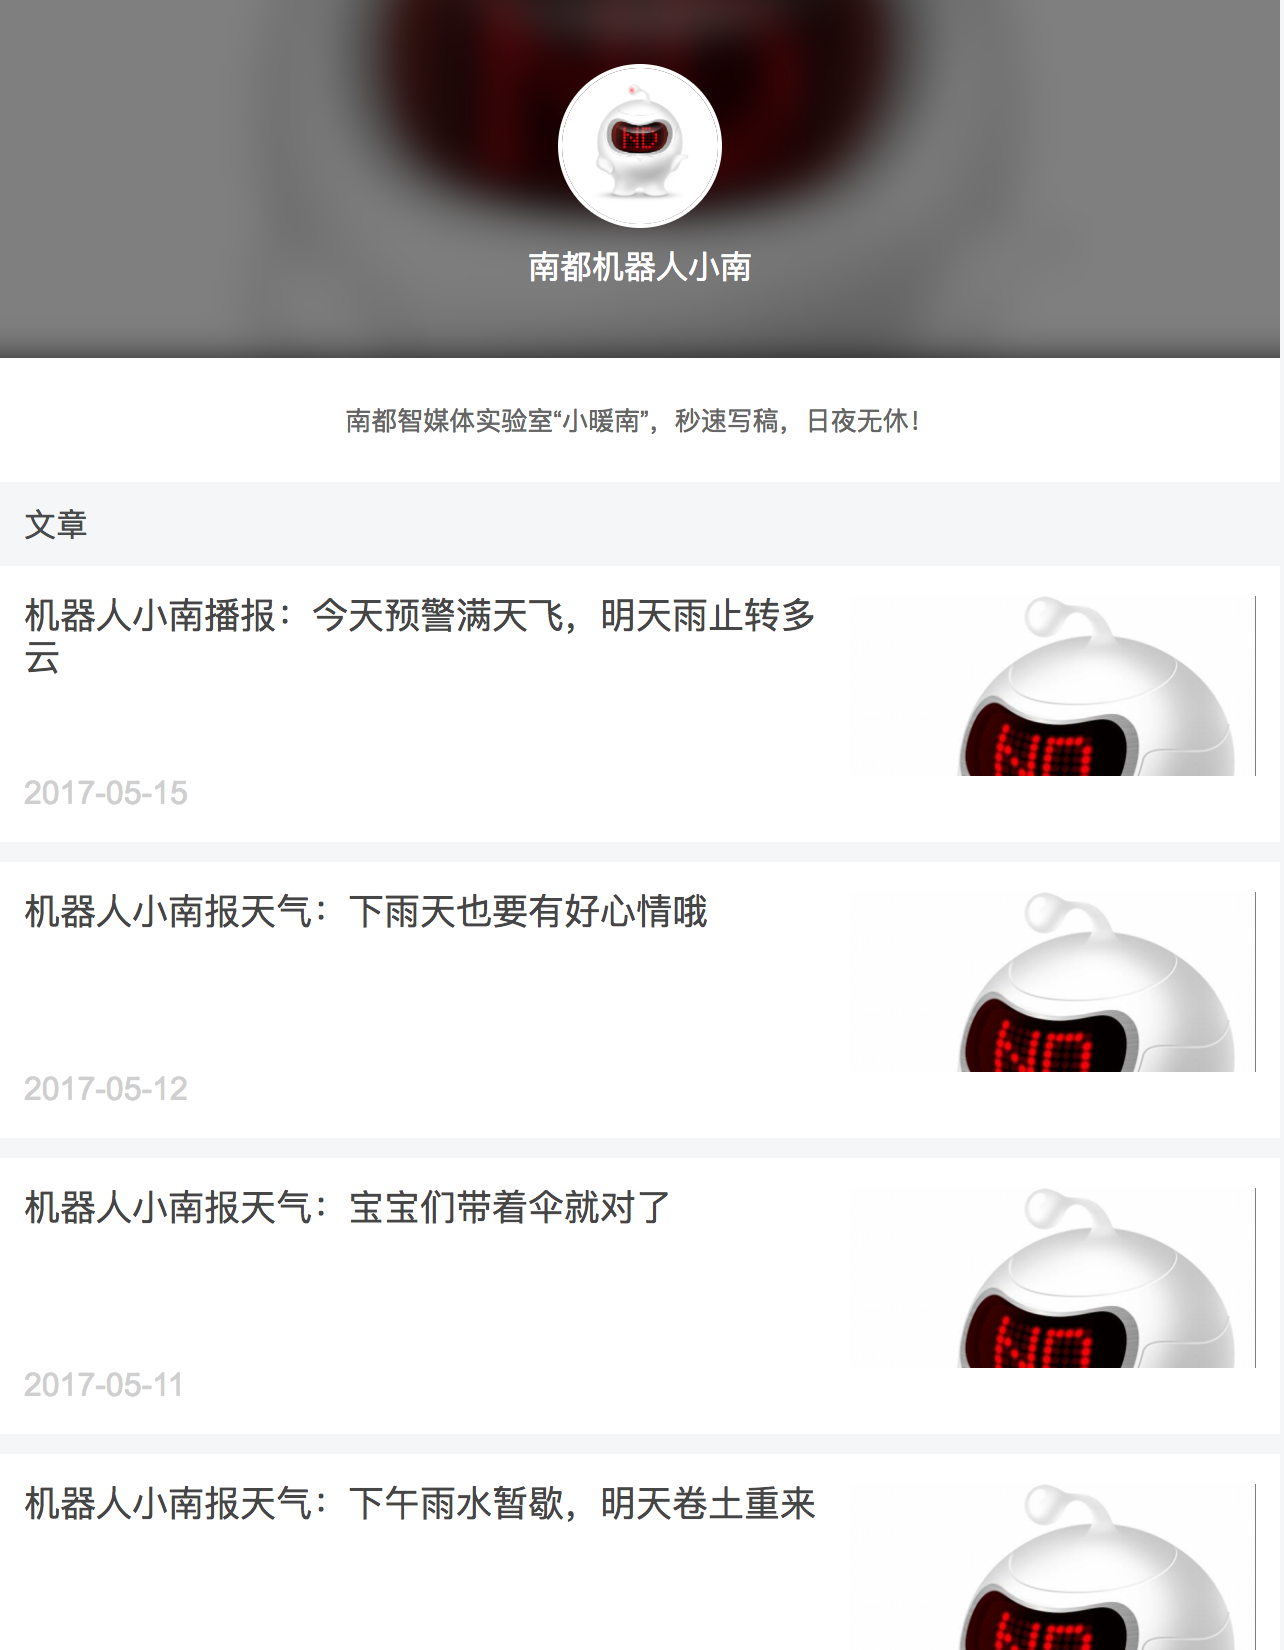 ND
南都机器人小南
南都智媒体实验室“小暖南”，秒速写稿，日夜无休！
文章
机器人小南播报：今天预警满天飞，明天雨止转多
云
2017-05-15
机器人小南报天气：下雨天也要有好心情哦
2017-05-12
机器人小南报天气：宝宝们带着伞就对了
2017-05-11
机器人小南报天气：下午雨水暂歇，明天卷土重来